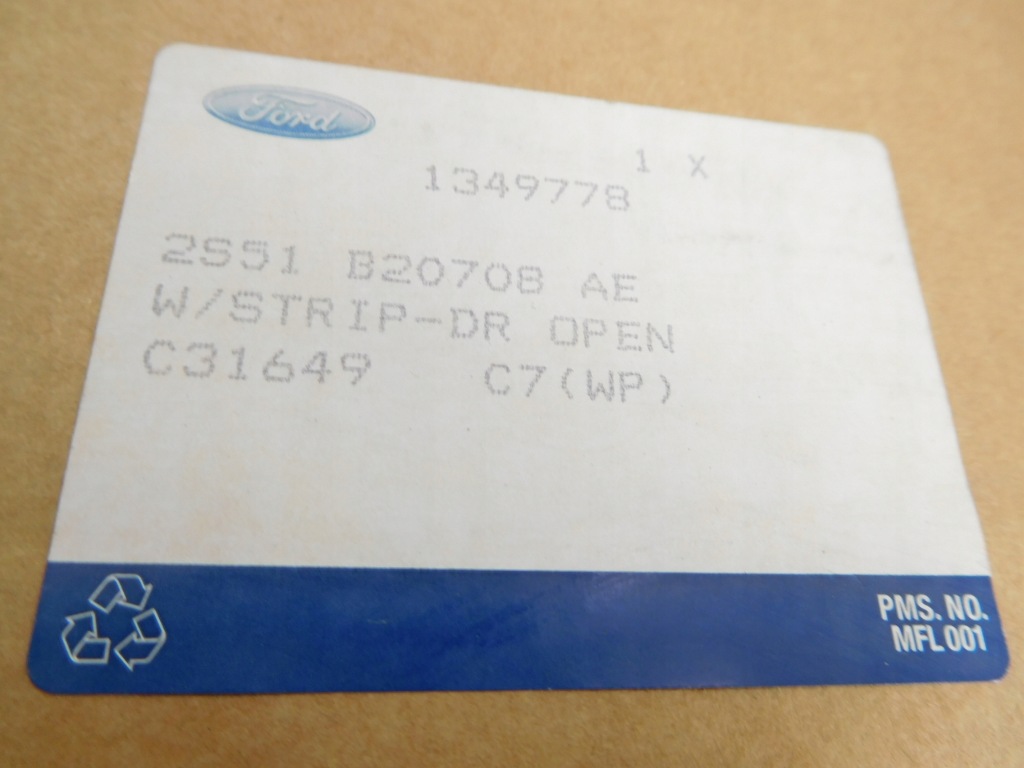 Ford
1 X
1349778
2S51 B20708 AE
W/STRIP-DR OPEN
C31649 C7(WP)
PMS. NO.
MFL001